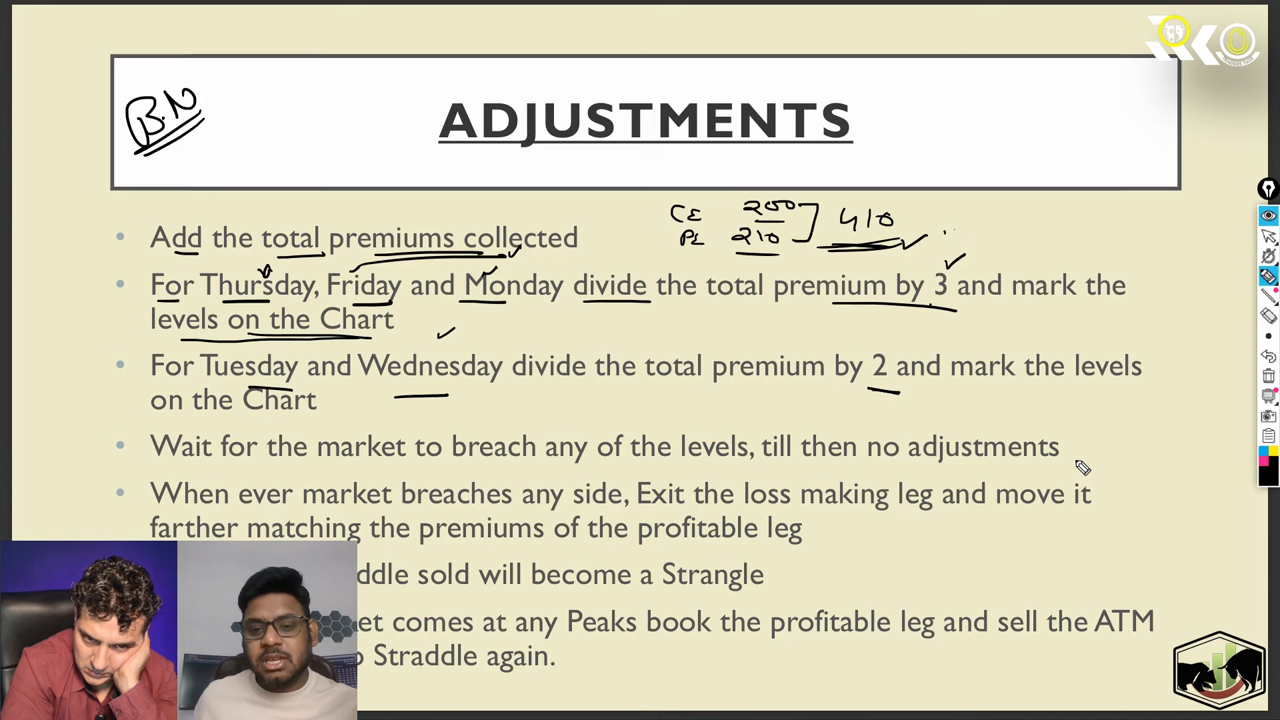 RKO
TRADERS TALK
B.N
ADJUSTMENTS
CE 200
PE 210
410
• Add the total premiums collected
• For Thursday, Friday and Monday divide the total premium by 3 and mark the
levels on the Chart
• For Tuesday and Wednesday divide the total premium by 2 and mark the levels
on the Chart
• Wait for the market to breach any of the levels, till then no adjustments
• When ever market breaches any side, Exit the loss making leg and move it
farther matching the premiums of the profitable leg
ddle sold will become a Strangle
et comes at any Peaks book the profitable leg and sell the ATM
Straddle again.